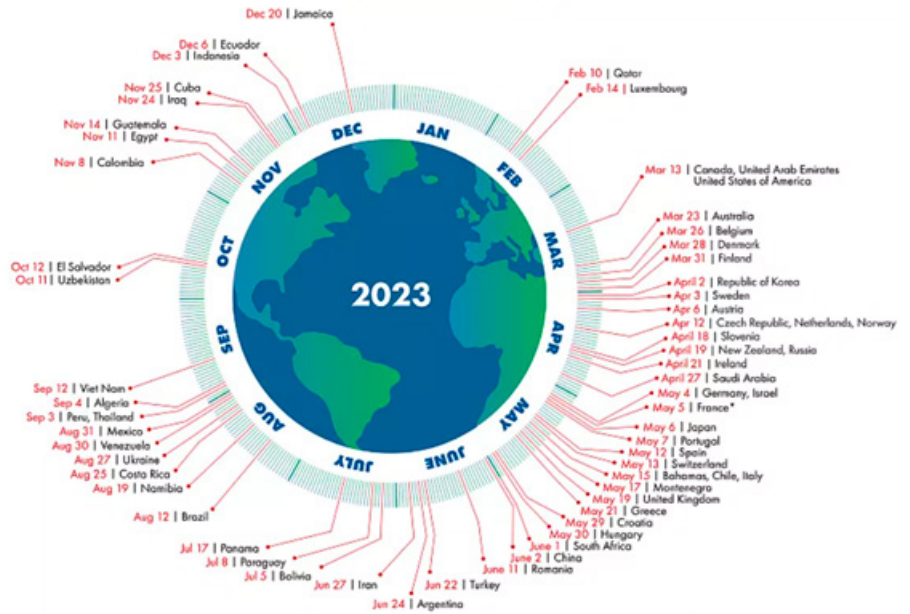 Dec 20 | Jamaica
Dec 6 | Ecuador
Dec 3 | Indonesia
Nov 25 | Cuba
Nov 24 | Iraq
Nov 14 | Guatemala
Nov 11 | Egypt
Nov 8 | Colombia
Oct 12 | El Salvador
Oct 11 | Uzbekistan
Sep 12 | Viet Nam
Sep 4 | Algeria
Sep 3 | Peru, Thailand
Aug 31 | Mexico
Aug 30 | Venezuela
Aug 27 | Ukraine
Aug 25 | Costa Rica
Aug 19 | Namibia
Aug 12 | Brazil
Jul 17 | Panama
Jul 8 | Paraguay
Jul 5 | Bolivia
Jun 27 | Iran
Jun 24 | Argentina
Jun 22 | Turkey
JAN
FEB
MAR
APR
MAY
JUNE
JULY
AUG
SEP
OCT
NOV
DEC
2023
Feb 10 | Qatar
Feb 14 | Luxembourg
Mar 13 | Canada, United Arab Emirates
United States of America
Mar 23 | Australia
Mar 26 | Belgium
Mar 28 | Denmark
Mar 31 | Finland
April 2 | Republic of Korea
Apr 3 | Sweden
Apr 6 | Austria
Apr 12 | Czech Republic, Netherlands, Norway
April 18 | Slovenia
April 19 | New Zealand, Russia
April 21 | Ireland
April 27 | Saudi Arabia
May 4 | Germany, Israel
May 5 | France*
May 6 | Japan
May 7 | Portugal
May 12 | Spain
May 13 | Switzerland
May 15 | Bahamas, Chile, Italy
May 17 | Montenegro
May 19 | United Kingdom
May 21 | Greece
May 29 | Croatia
May 30 | Hungary
June 1 | South Africa
June 2 | China
June 11 | Romania